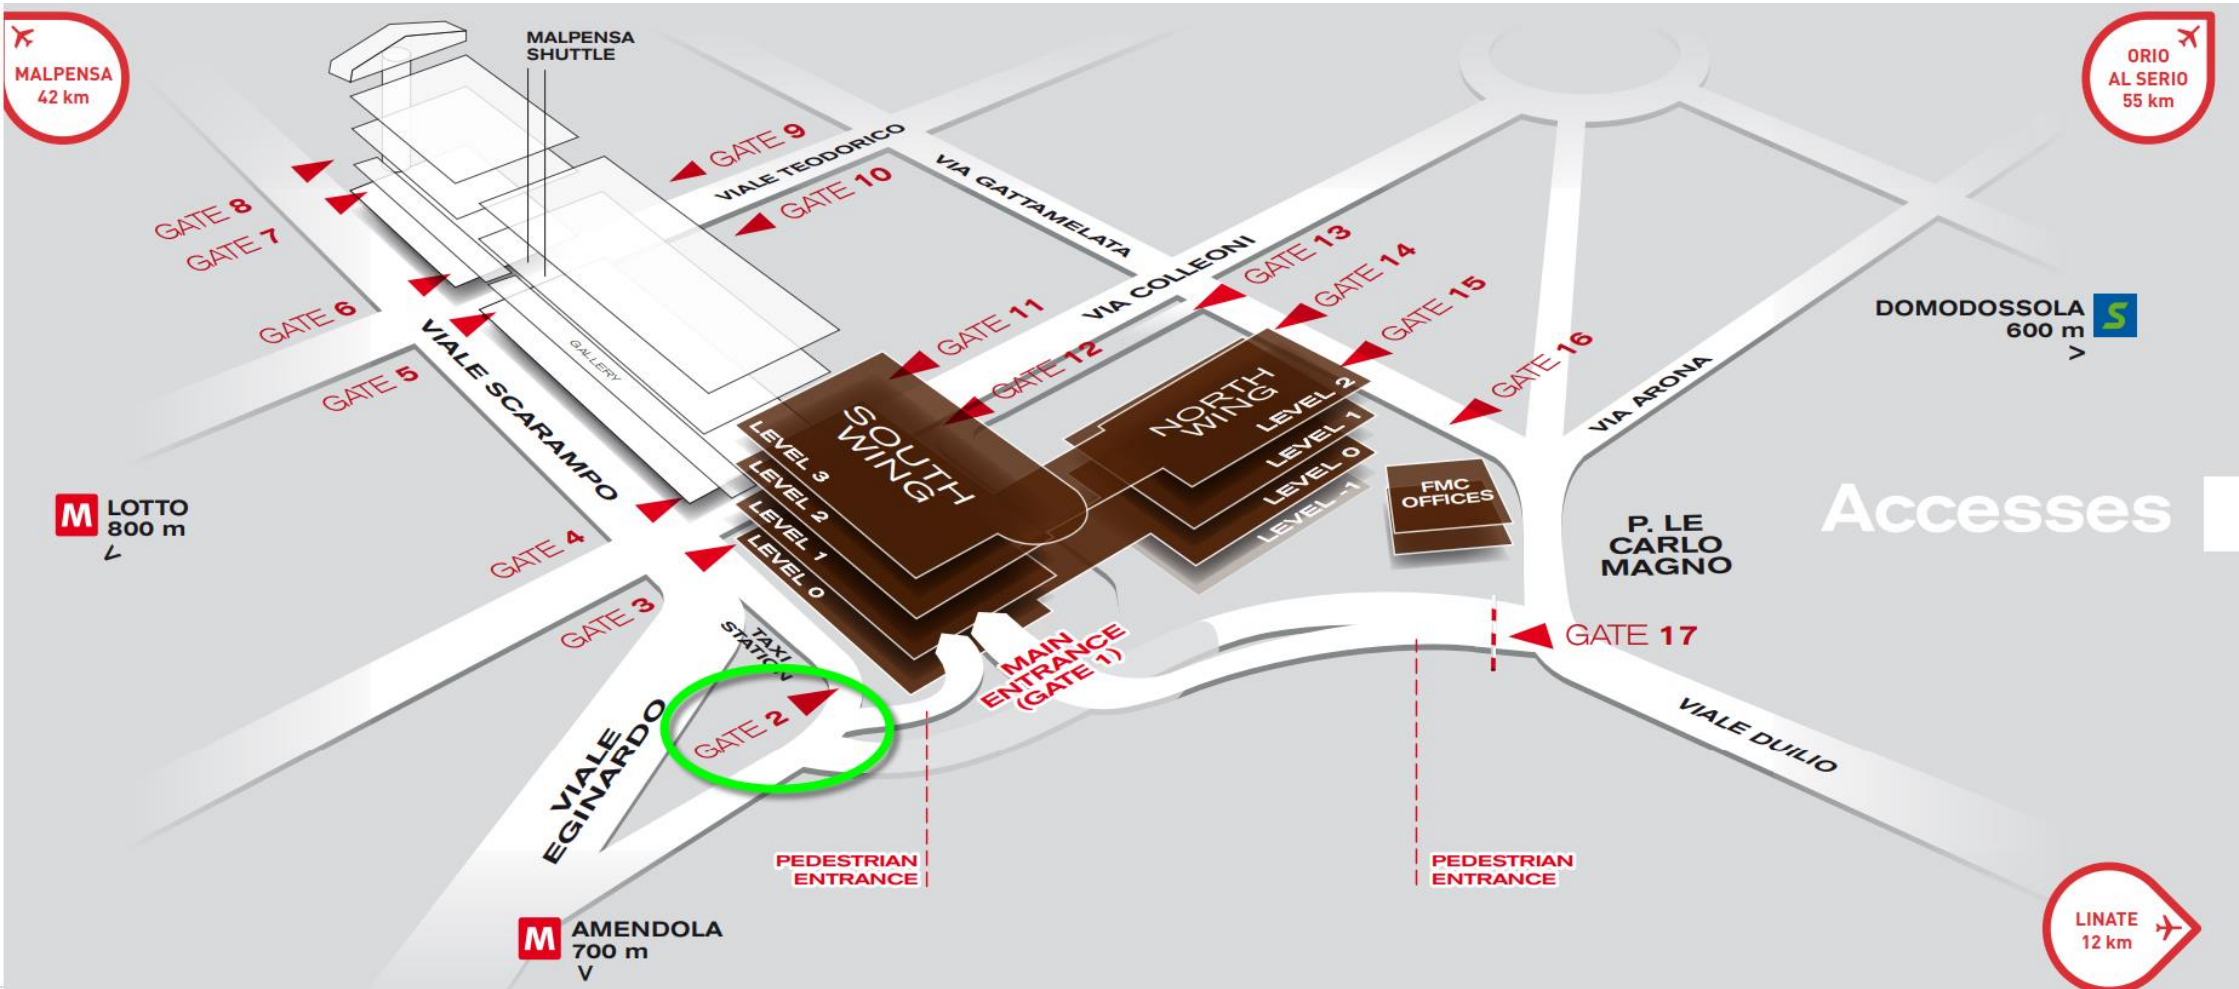 MALPENSA
42 km
MALPENSA
SHUTTLE
ORIO
AL SERIO
55 km
GATE 9
VIALE TEODORICO
GATE 10
VIA GATTAMELATA
GATE 8
GATE 7
GATE 6
GATE 5
VIALE SCARAMPO
GALLERY
GATE 11
GATE 12
VIA COLLEONI
GATE 13
GATE 14
GATE 15
GATE 16
VIA ARONA
DOMODOSSOLA
600 m
>
S
SOUTH
WING
LEVEL 3
LEVEL 2
LEVEL 1
LEVEL 0
NORTH
WING
LEVEL 2
LEVEL 1
LEVEL 0
LEVEL -1
FMC
OFFICES
P. LE
CARLO
MAGNO
Accesses
M
LOTTO
800 m
<
GATE 4
GATE 3
TAXI
STATION
GATE 2
MAIN
ENTRANCE
(GATE 1)
GATE 17
VIALE
EGINARDO
VIALE DUILIO
PEDESTRIAN
ENTRANCE
PEDESTRIAN
ENTRANCE
M
AMENDOLA
700 m
V
LINATE
12 km